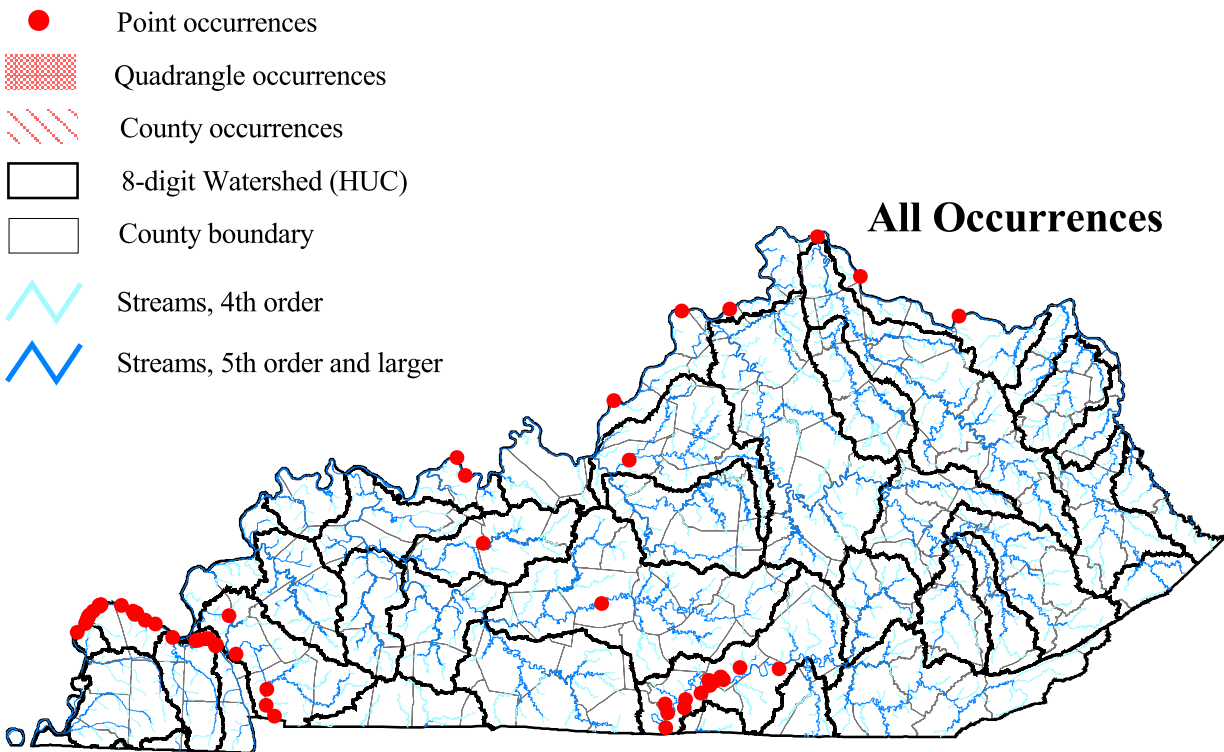 Point occurrences
Quadrangle occurrences
County occurrences
8-digit Watershed (HUC)
County boundary
Streams, 4th order
Streams, 5th order and larger
All Occurrences